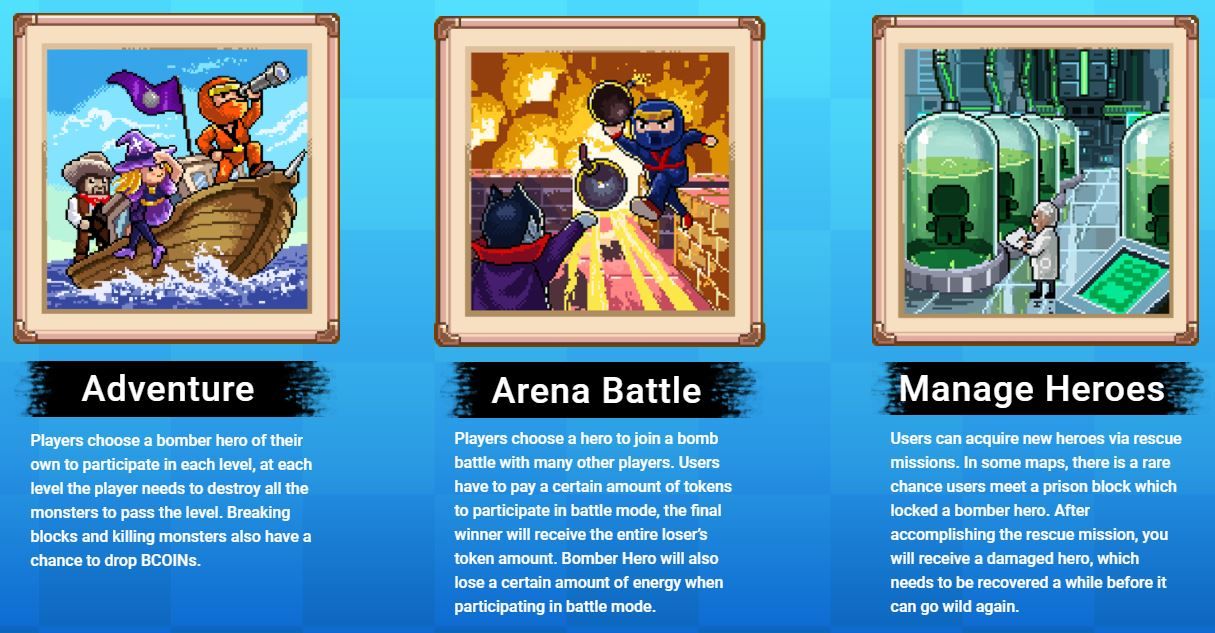 Adventure
Players choose a bomber hero of their
own to participate in each level, at each
level the player needs to destroy all the
monsters to pass the level. Breaking
blocks and killing monsters also have a
chance to drop BCOINs.
Arena Battle
Players choose a hero to join a bomb
battle with many other players. Users
have to pay a certain amount of tokens
to participate in battle mode, the final
winner will receive the entire loser's
token amount. Bomber Hero will also
lose a certain amount of energy when
participating in battle mode.
Manage Heroes
Users can acquire new heroes via rescue
missions. In some maps, there is a rare
chance users meet a prison block which
locked a bomber hero. After
accomplishing the rescue mission, you
will receive a damaged hero, which
needs to be recovered a while before it
can go wild again.